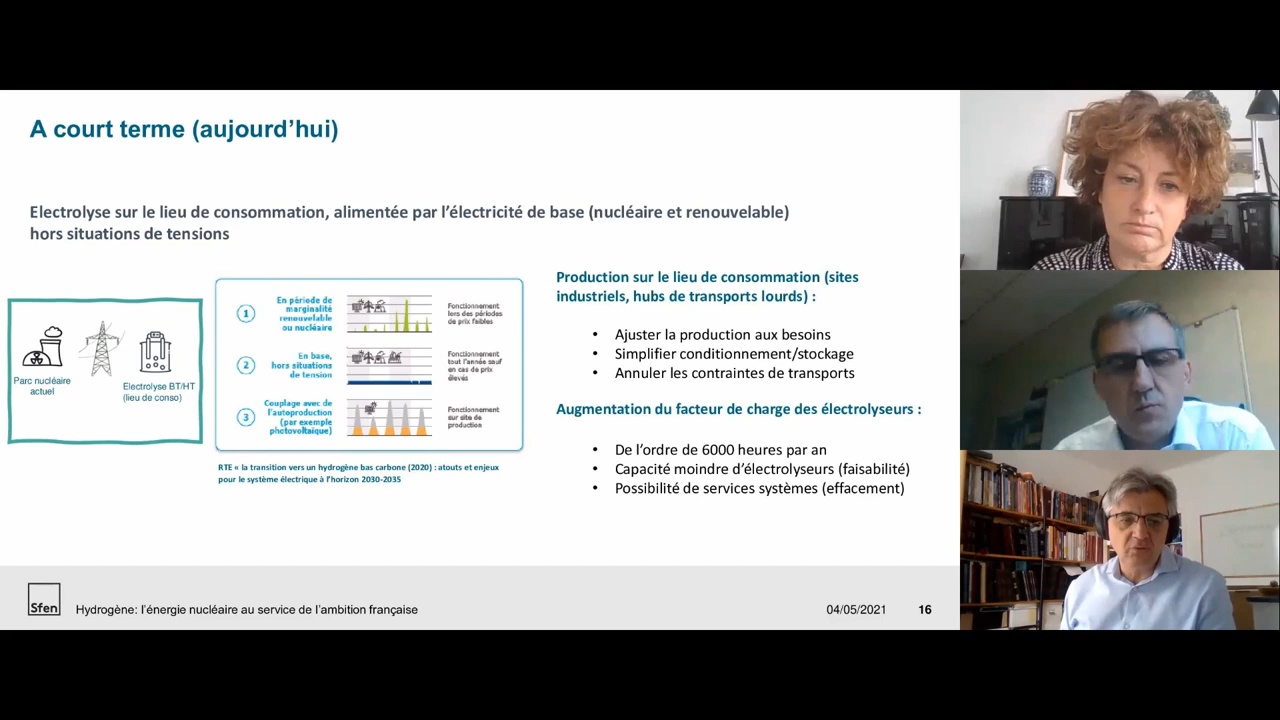 A court terme (aujourd’hui)
Electrolyse sur le lieu de consommation, alimentée par l’électricité de base (nucléaire et renouvelable)
hors situations de tensions
Parc nucléaire
actuel
Electrolyse BT/HT
(lieu de conso)
1
En période de
marginalité
renouvelable
ou nucléaire
Fonctionnement
lors des périodes
de prix faibles
2
En base,
hors situations
de tension
Fonctionnement
tout l’année sauf
en cas de prix
élevés
3
Couplage avec de
l’autoproduction
(par exemple
photovoltaïque)
Fonctionnement
sur site de
production
RTE « la transition vers un hydrogène bas carbone (2020) : atouts et enjeux
pour le système électrique à l’horizon 2030-2035
Production sur le lieu de consommation (sites
industriels, hubs de transports lourds) :
• Ajuster la production aux besoins
• Simplifier conditionnement/stockage
• Annuler les contraintes de transports
Augmentation du facteur de charge des électrolyseurs :
• De l’ordre de 6000 heures par an
• Capacité moindre d’électrolyseurs (faisabilité)
• Possibilité de services systèmes (effacement)
Sfen
Hydrogène: l’énergie nucléaire au service de l’ambition française
04/05/2021
16